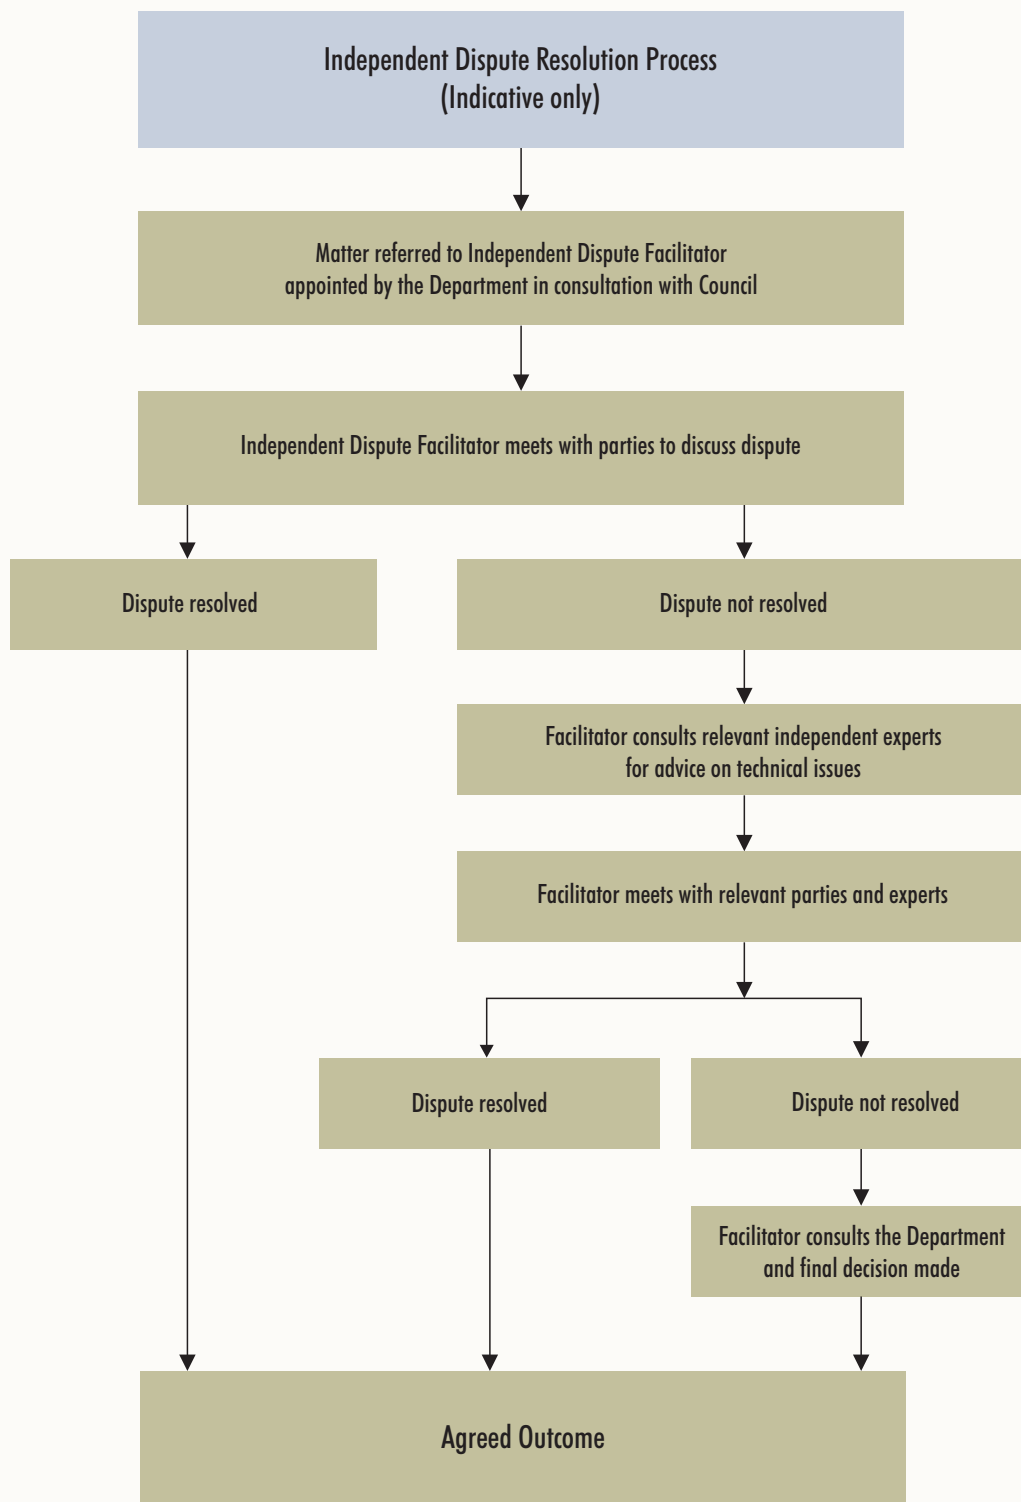 Independent Dispute Resolution Process
(Indicative only)
Matter referred to Independent Dispute Facilitator
appointed by the Department in consultation with Council
Independent Dispute Facilitator meets with parties to discuss dispute
Dispute resolved
Dispute not resolved
Facilitator consults relevant independent experts
for advice on technical issues
Facilitator meets with relevant parties and experts
Dispute resolved
Dispute not resolved
Facilitator consults the Department
and final decision made
Agreed Outcome